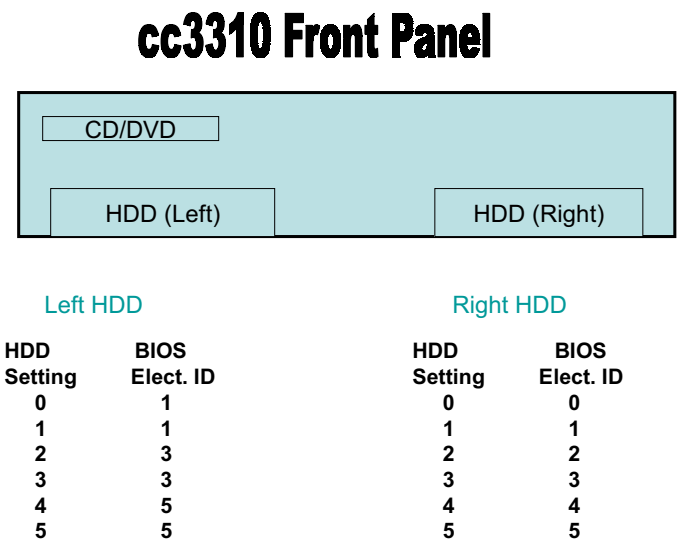 cc3310 Front Panel
CD/DVD
HDD (Left)
HDD (Right)
Left HDD
Right HDD
HDD BIOS HDD BIOS
Setting Elect. ID Setting Elect. ID
0 1 0 0
1 1 1 1
2 3 2 2
3 3 3 3
4 5 4 4
5 5 5 5